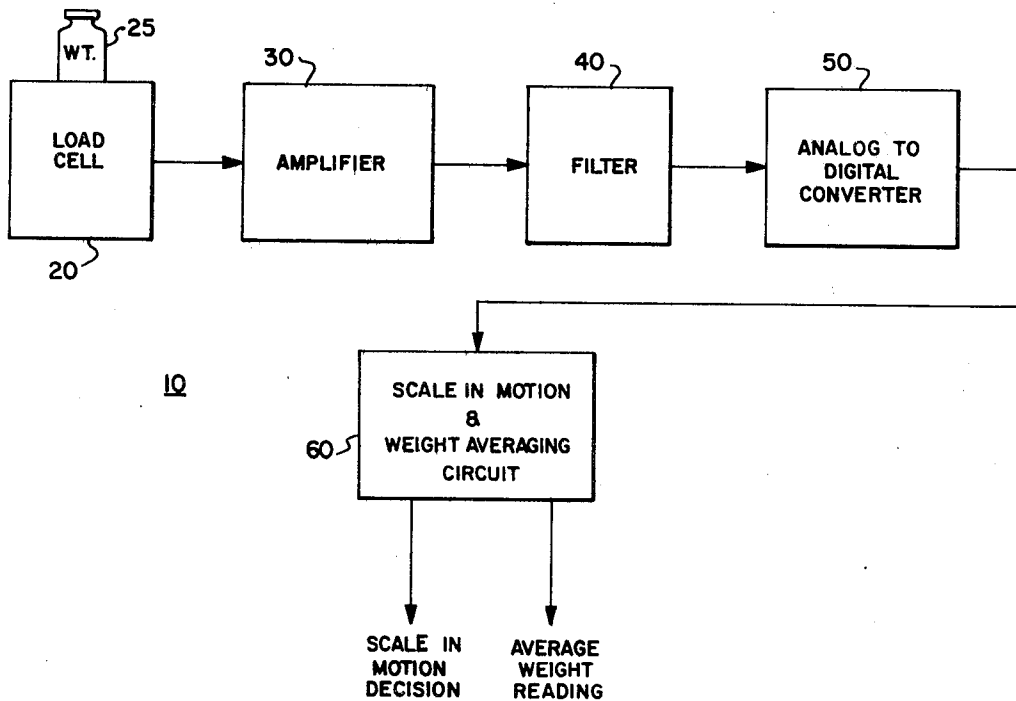 25
WT.
30
40
50
LOAD
CELL
AMPLIFIER
FILTER
ANALOG TO
DIGITAL
CONVERTER
20
10
SCALE IN MOTION
&
WEIGHT AVERAGING
CIRCUIT
60
SCALE IN
MOTION
DECISION
AVERAGE
WEIGHT
READING